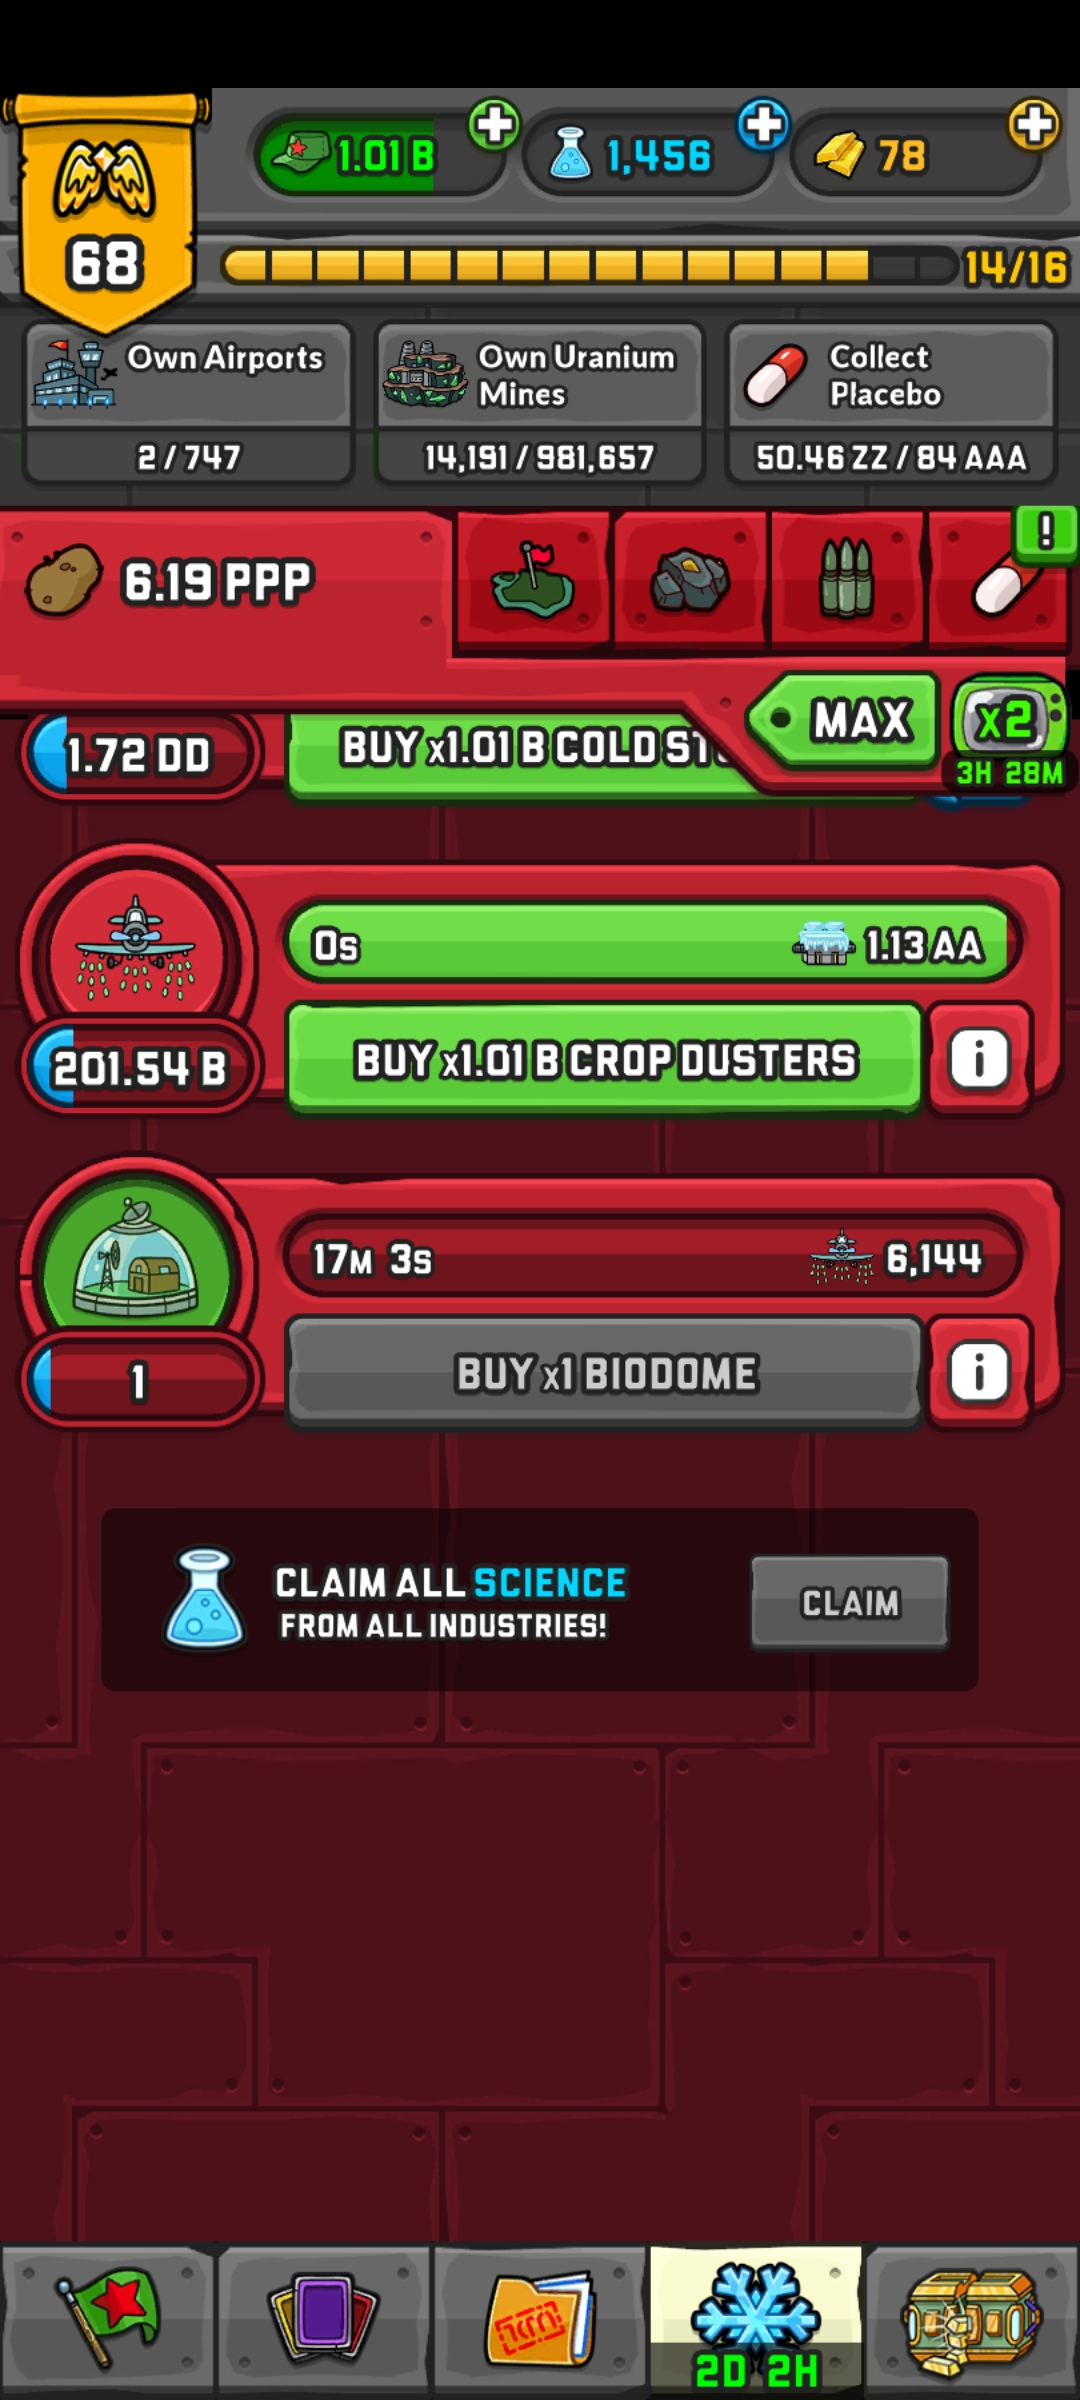 1.01 B
1,456
78
68
14/16
Own Airports
2 / 747
Own Uranium
Mines
14,191 / 981,657
Collect
Placebo
50.46 ZZ / 84 AAA
6.19 PPP
!
MAX
x2
3H 28M
1.72 DD
BUY x1.01 B COLD
0s
1.13 AA
201.54 B
BUY x1.01 B CROP DUSTERS
i
17M 3s
6,144
1
BUY x1 BIODOME
i
CLAIM ALL SCIENCE
FROM ALL INDUSTRIES!
CLAIM
2D 2H